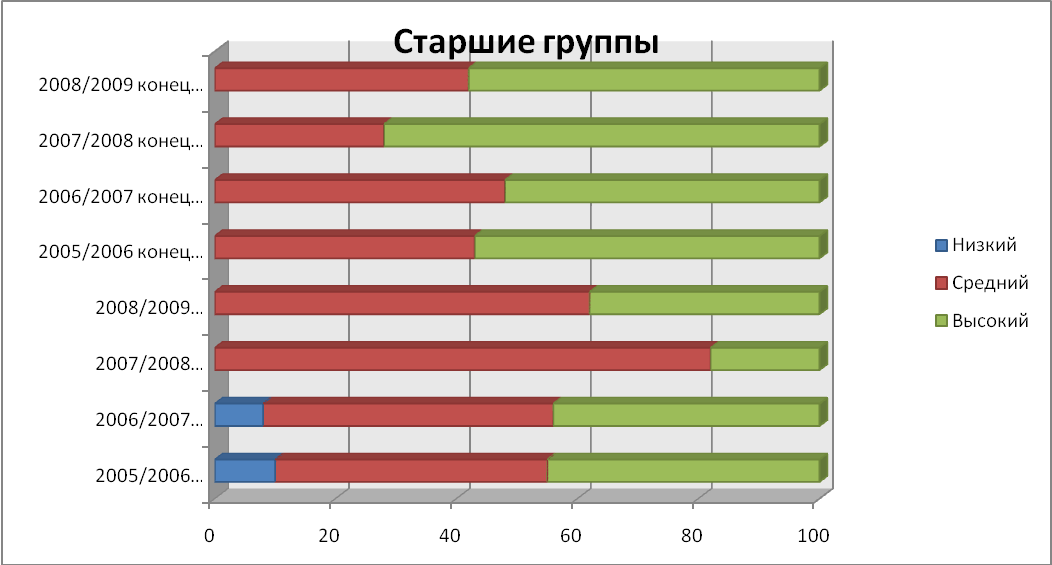 Старшие группы
2008/2009 конец...
2007/2008 конец...
2006/2007 конец...
2005/2006 конец...
2008/2009...
2007/2008...
2006/2007...
2005/2006...
0 20 40 60 80 100
Низкий
Средний
Высокий